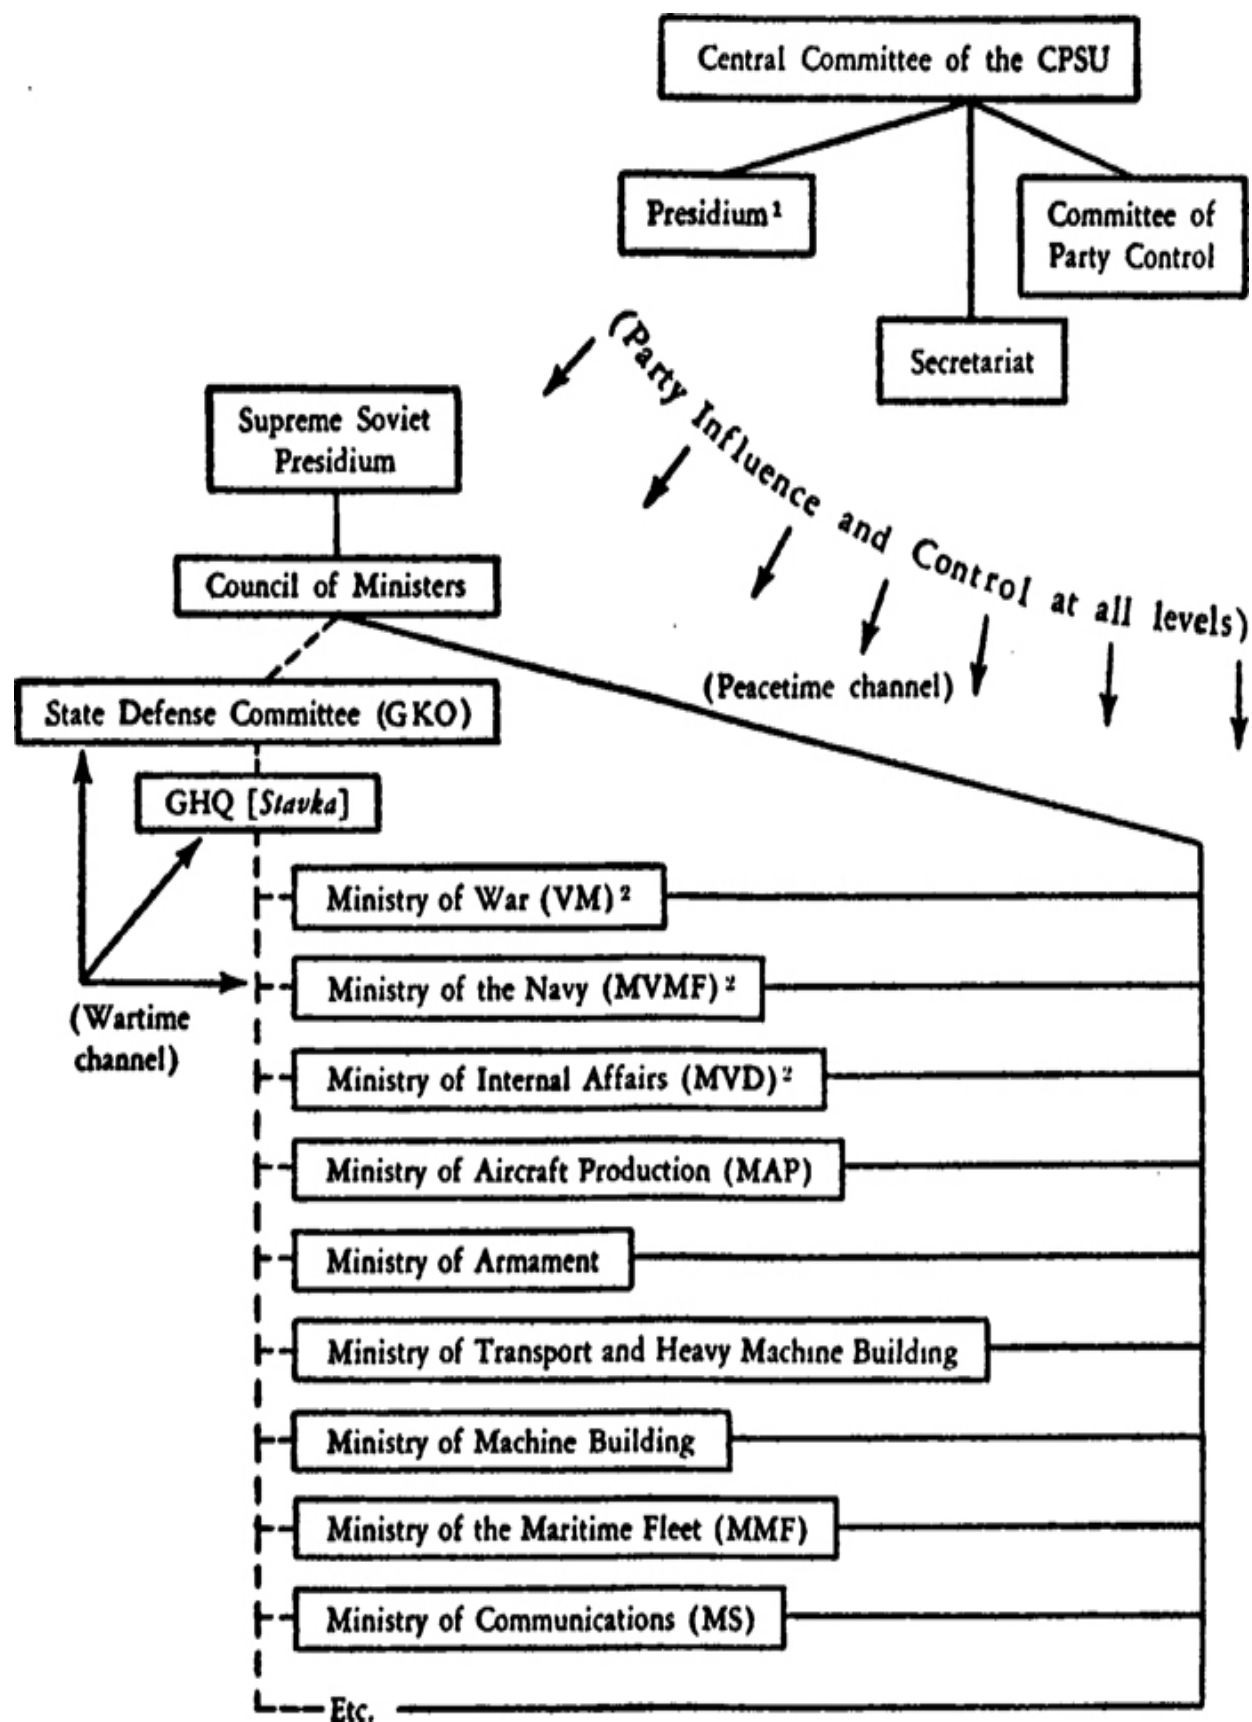 Central Committee of the CPSU
Presidium¹
Committee of
Party Control
Secretariat
(Party Influence and Control at all levels)
Supreme Soviet
Presidium
Council of Ministers
(Peacetime channel)
State Defense Committee (GKO)
GHQ [Stavka]
Ministry of War (VM)²
Ministry of the Navy (MVMF)²
(Wartime
channel)
Ministry of Internal Affairs (MVD)²
Ministry of Aircraft Production (MAP)
Ministry of Armament
Ministry of Transport and Heavy Machine Building
Ministry of Machine Building
Ministry of the Maritime Fleet (MMF)
Ministry of Communications (MS)
Etc.